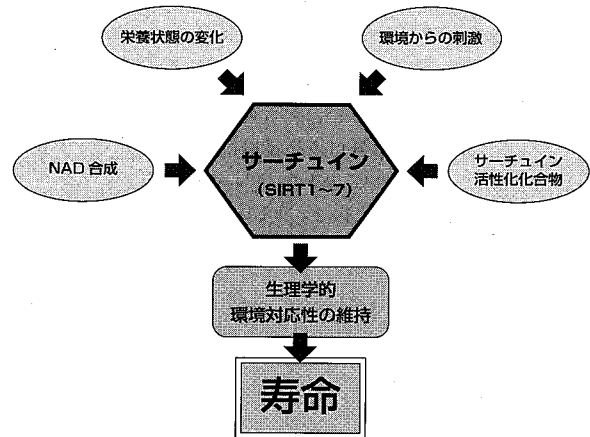 栄養状態の変化
環境からの刺激
NAD 合成
サーチュイン
(SIRT1〜7)
サーチュイン
活性化化合物
生理学的
環境対応性の維持
寿命